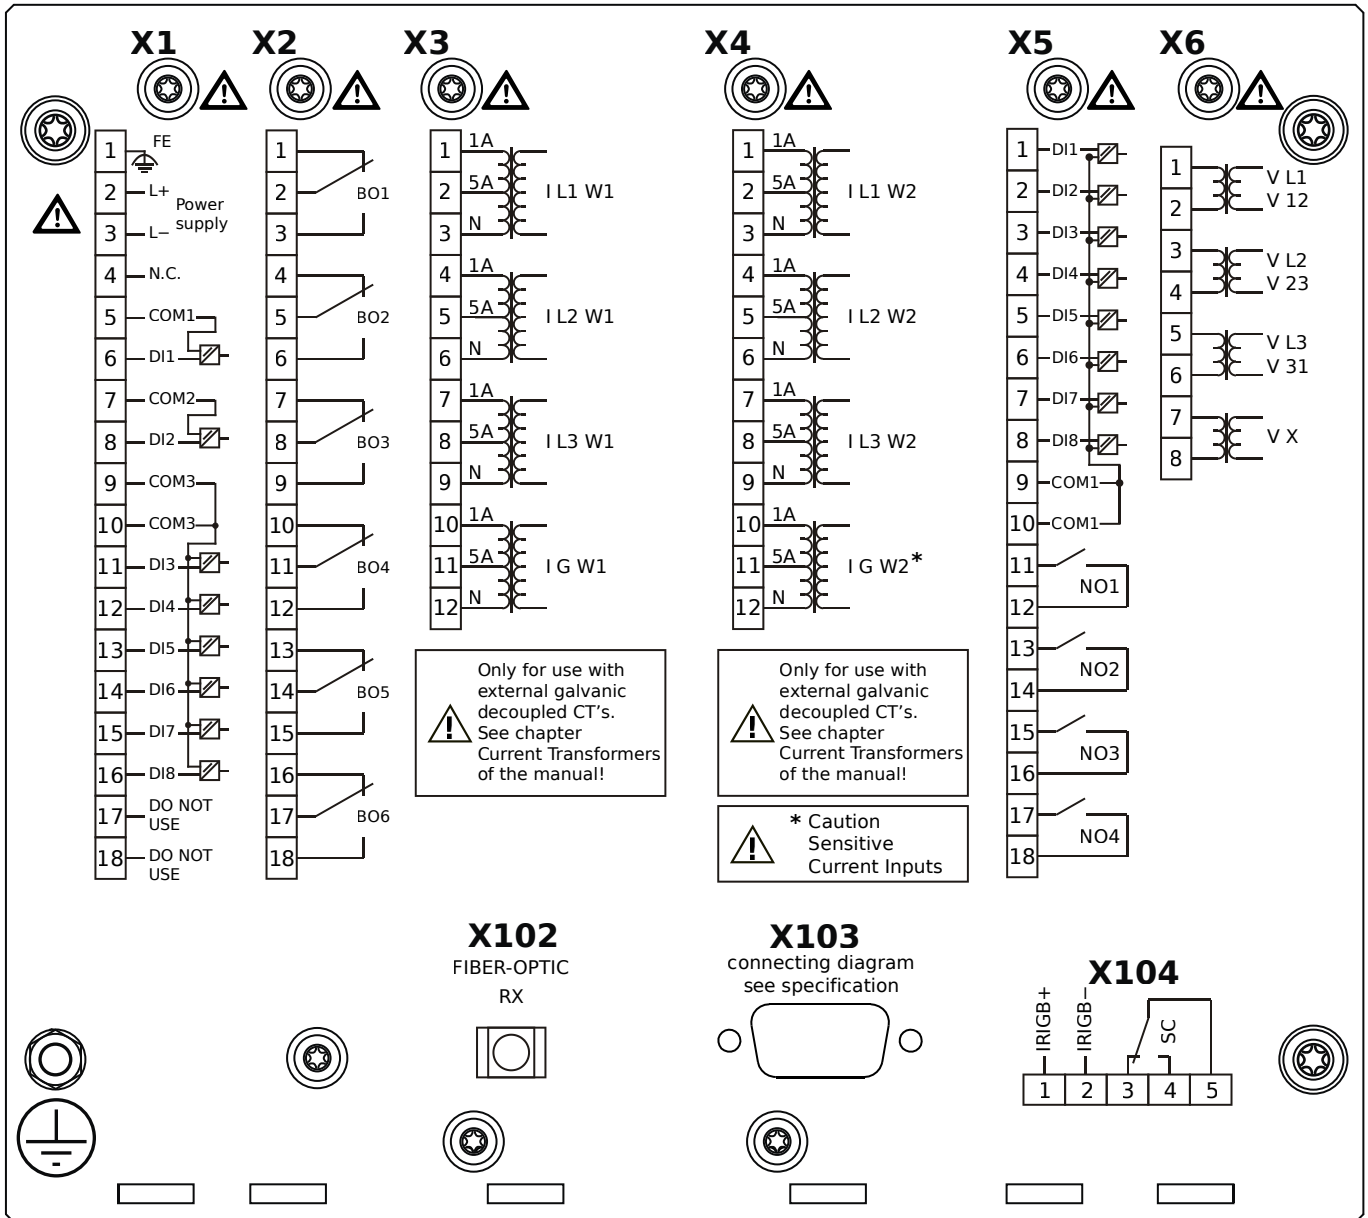 X1
X2
X3
X4
X5
X6
1 FE
2 L+
Power
supply
3 L−
4 N.C.
5 COM1
6 DI1
7 COM2
8 DI2
9 COM3
10 COM3
11 DI3
12 DI4
13 DI5
14 DI6
15 DI7
16 DI8
17 DO NOT
USE
18 DO NOT
USE
1
2 BO1
3
4
5 BO2
6
7
8 BO3
9
10
11 BO4
12
13
14 BO5
15
16
17 BO6
18
1 1A
2 5A I L1 W1
3 N
4 1A
5 5A I L2 W1
6 N
7 1A
8 5A I L3 W1
9 N
10 1A
11 5A I G W1
12 N
Only for use with
external galvanic
decoupled CT's.
See chapter
Current Transformers
of the manual!
1 1A
2 5A I L1 W2
3 N
4 1A
5 5A I L2 W2
6 N
7 1A
8 5A I L3 W2
9 N
10 1A
11 5A I G W2*
12 N
Only for use with
external galvanic
decoupled CT's.
See chapter
Current Transformers
of the manual!
* Caution
Sensitive
Current Inputs
1 DI1
2 DI2
3 DI3
4 DI4
5 DI5
6 DI6
7 DI7
8 DI8
9 COM1
10 COM1
11
NO1
12
13
NO2
14
15
NO3
16
17
NO4
18
1
V L1
V 12
2
3
V L2
V 23
4
5
V L3
V 31
6
7
V X
8
X102
FIBER-OPTIC
RX
X103
connecting diagram
see specification
X104
IRIGB+
IRIGB−
SC
1 2 3 4 5